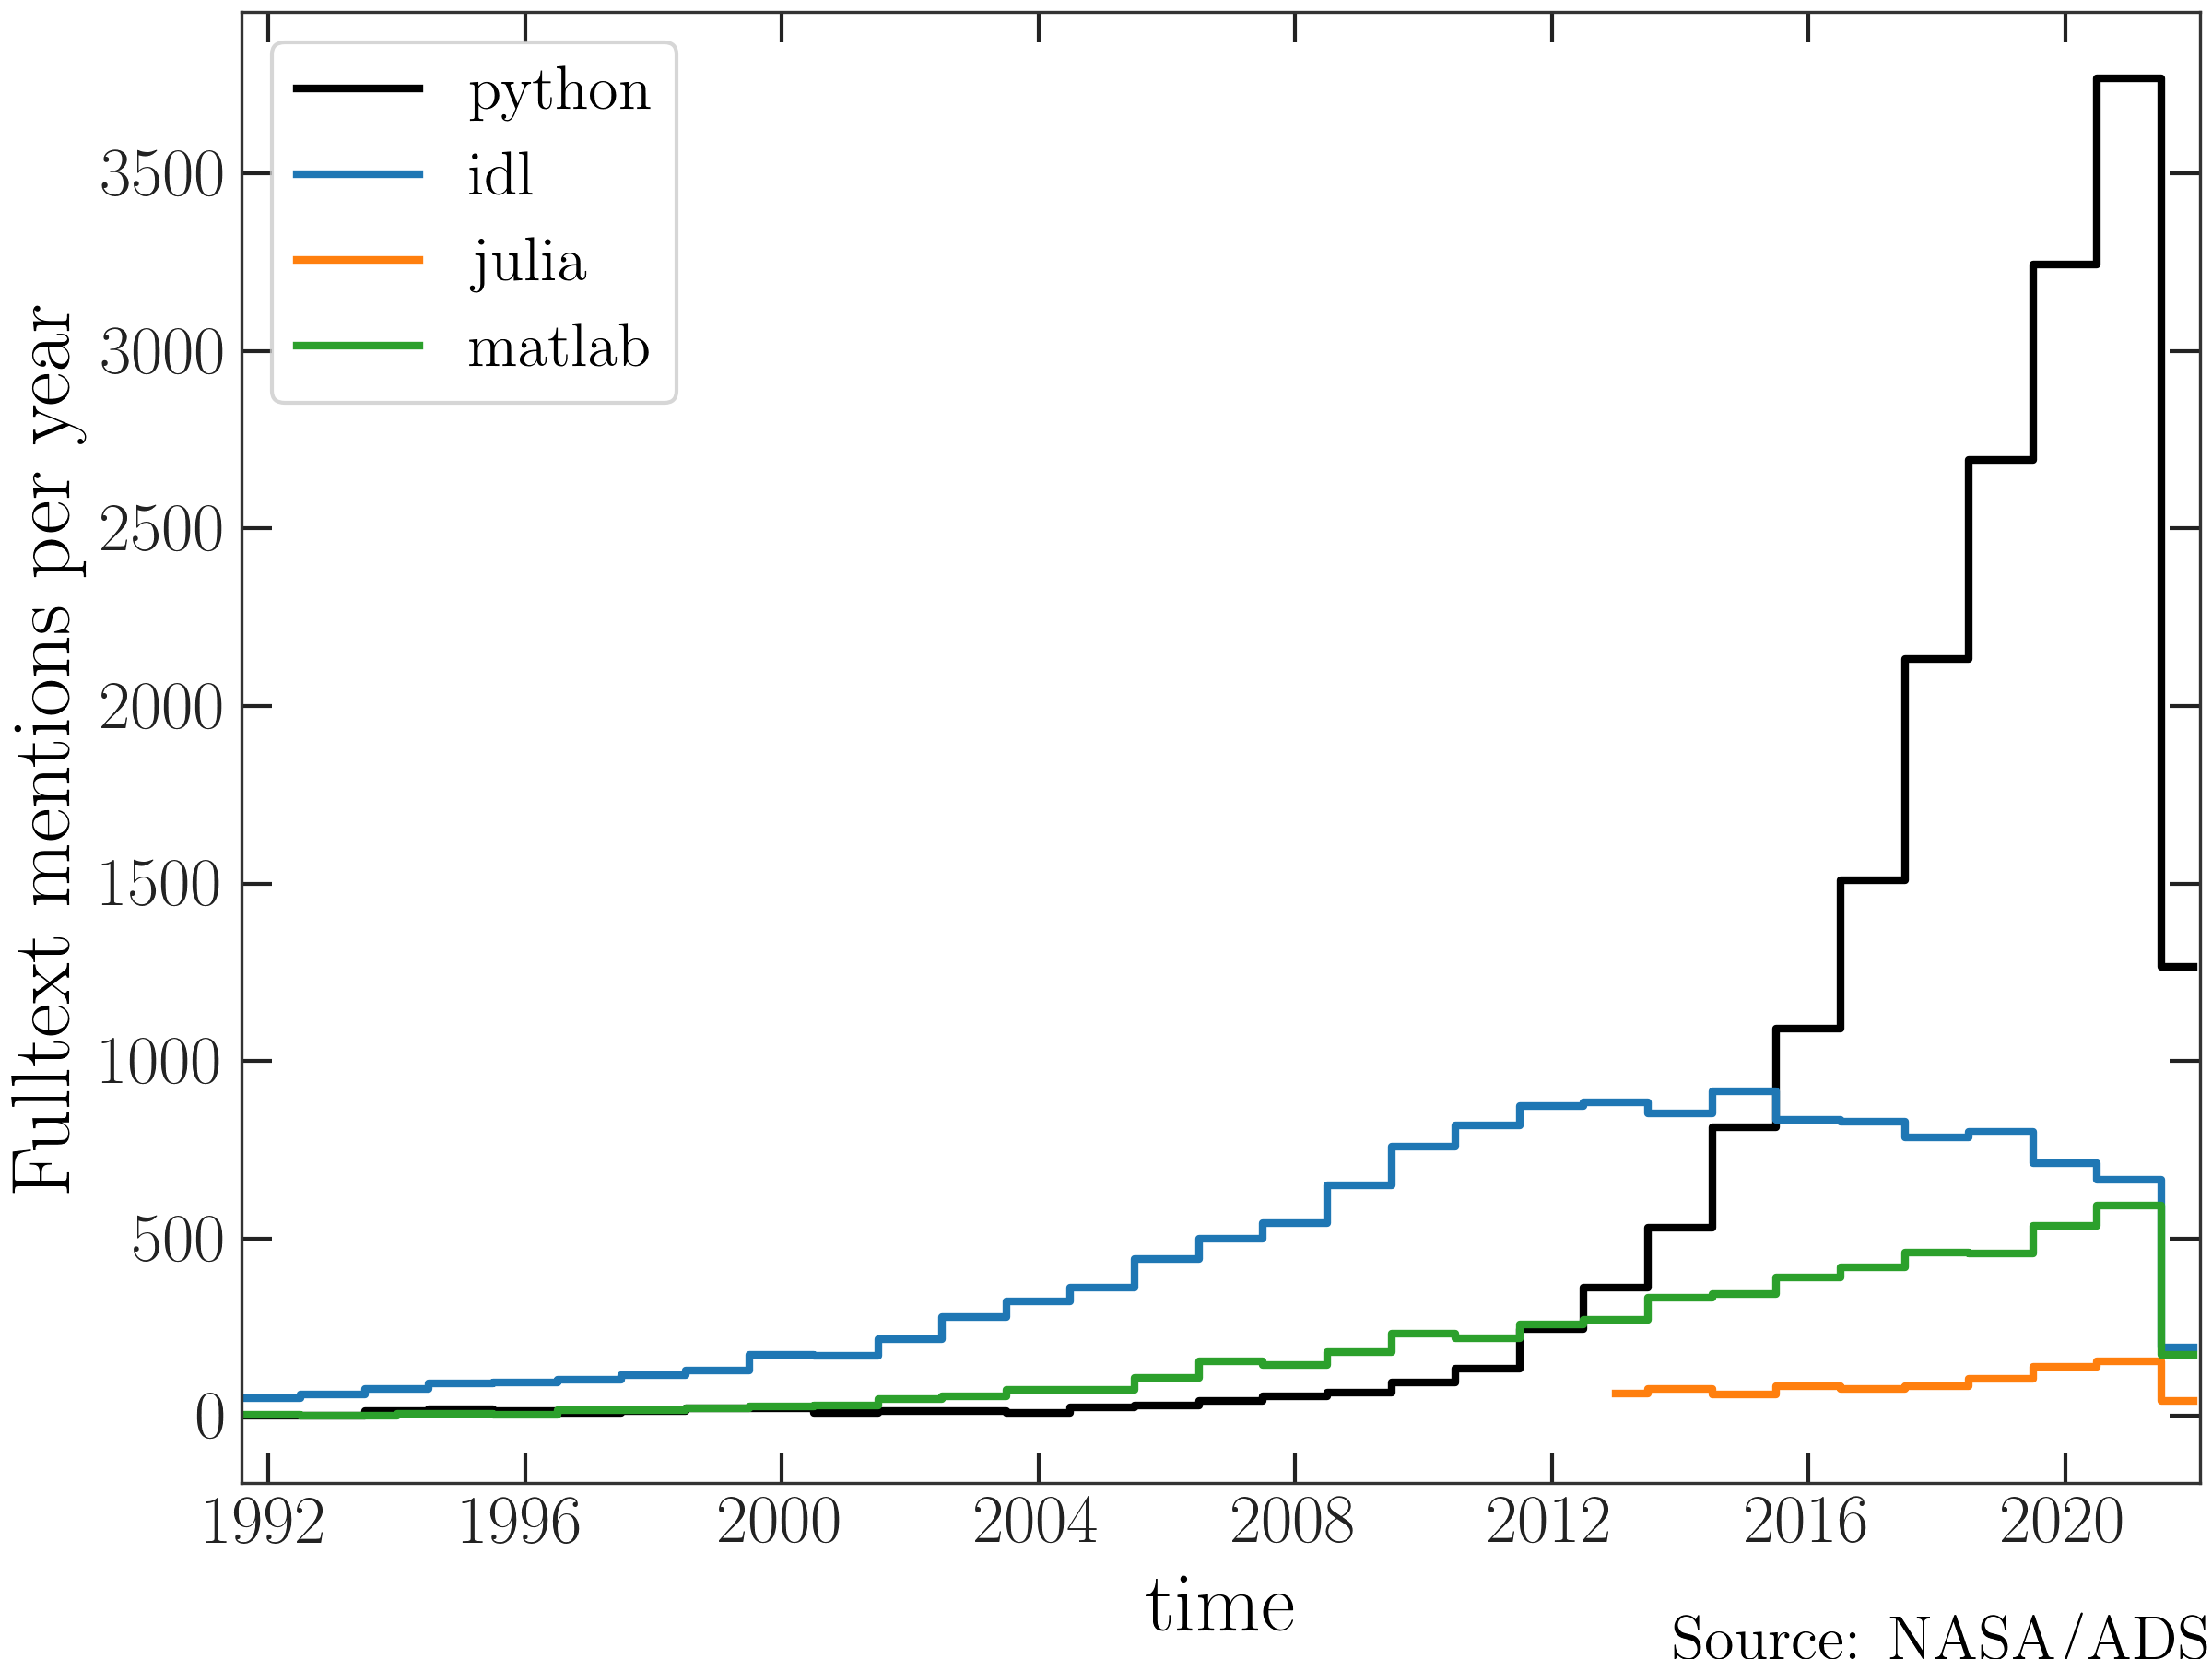 python
idl
julia
matlab
3500
3000
2500
2000
1500
1000
500
0
Fulltext mentions per year
1992 1996 2000 2004 2008 2012 2016 2020
time
Source: NASA/ADS